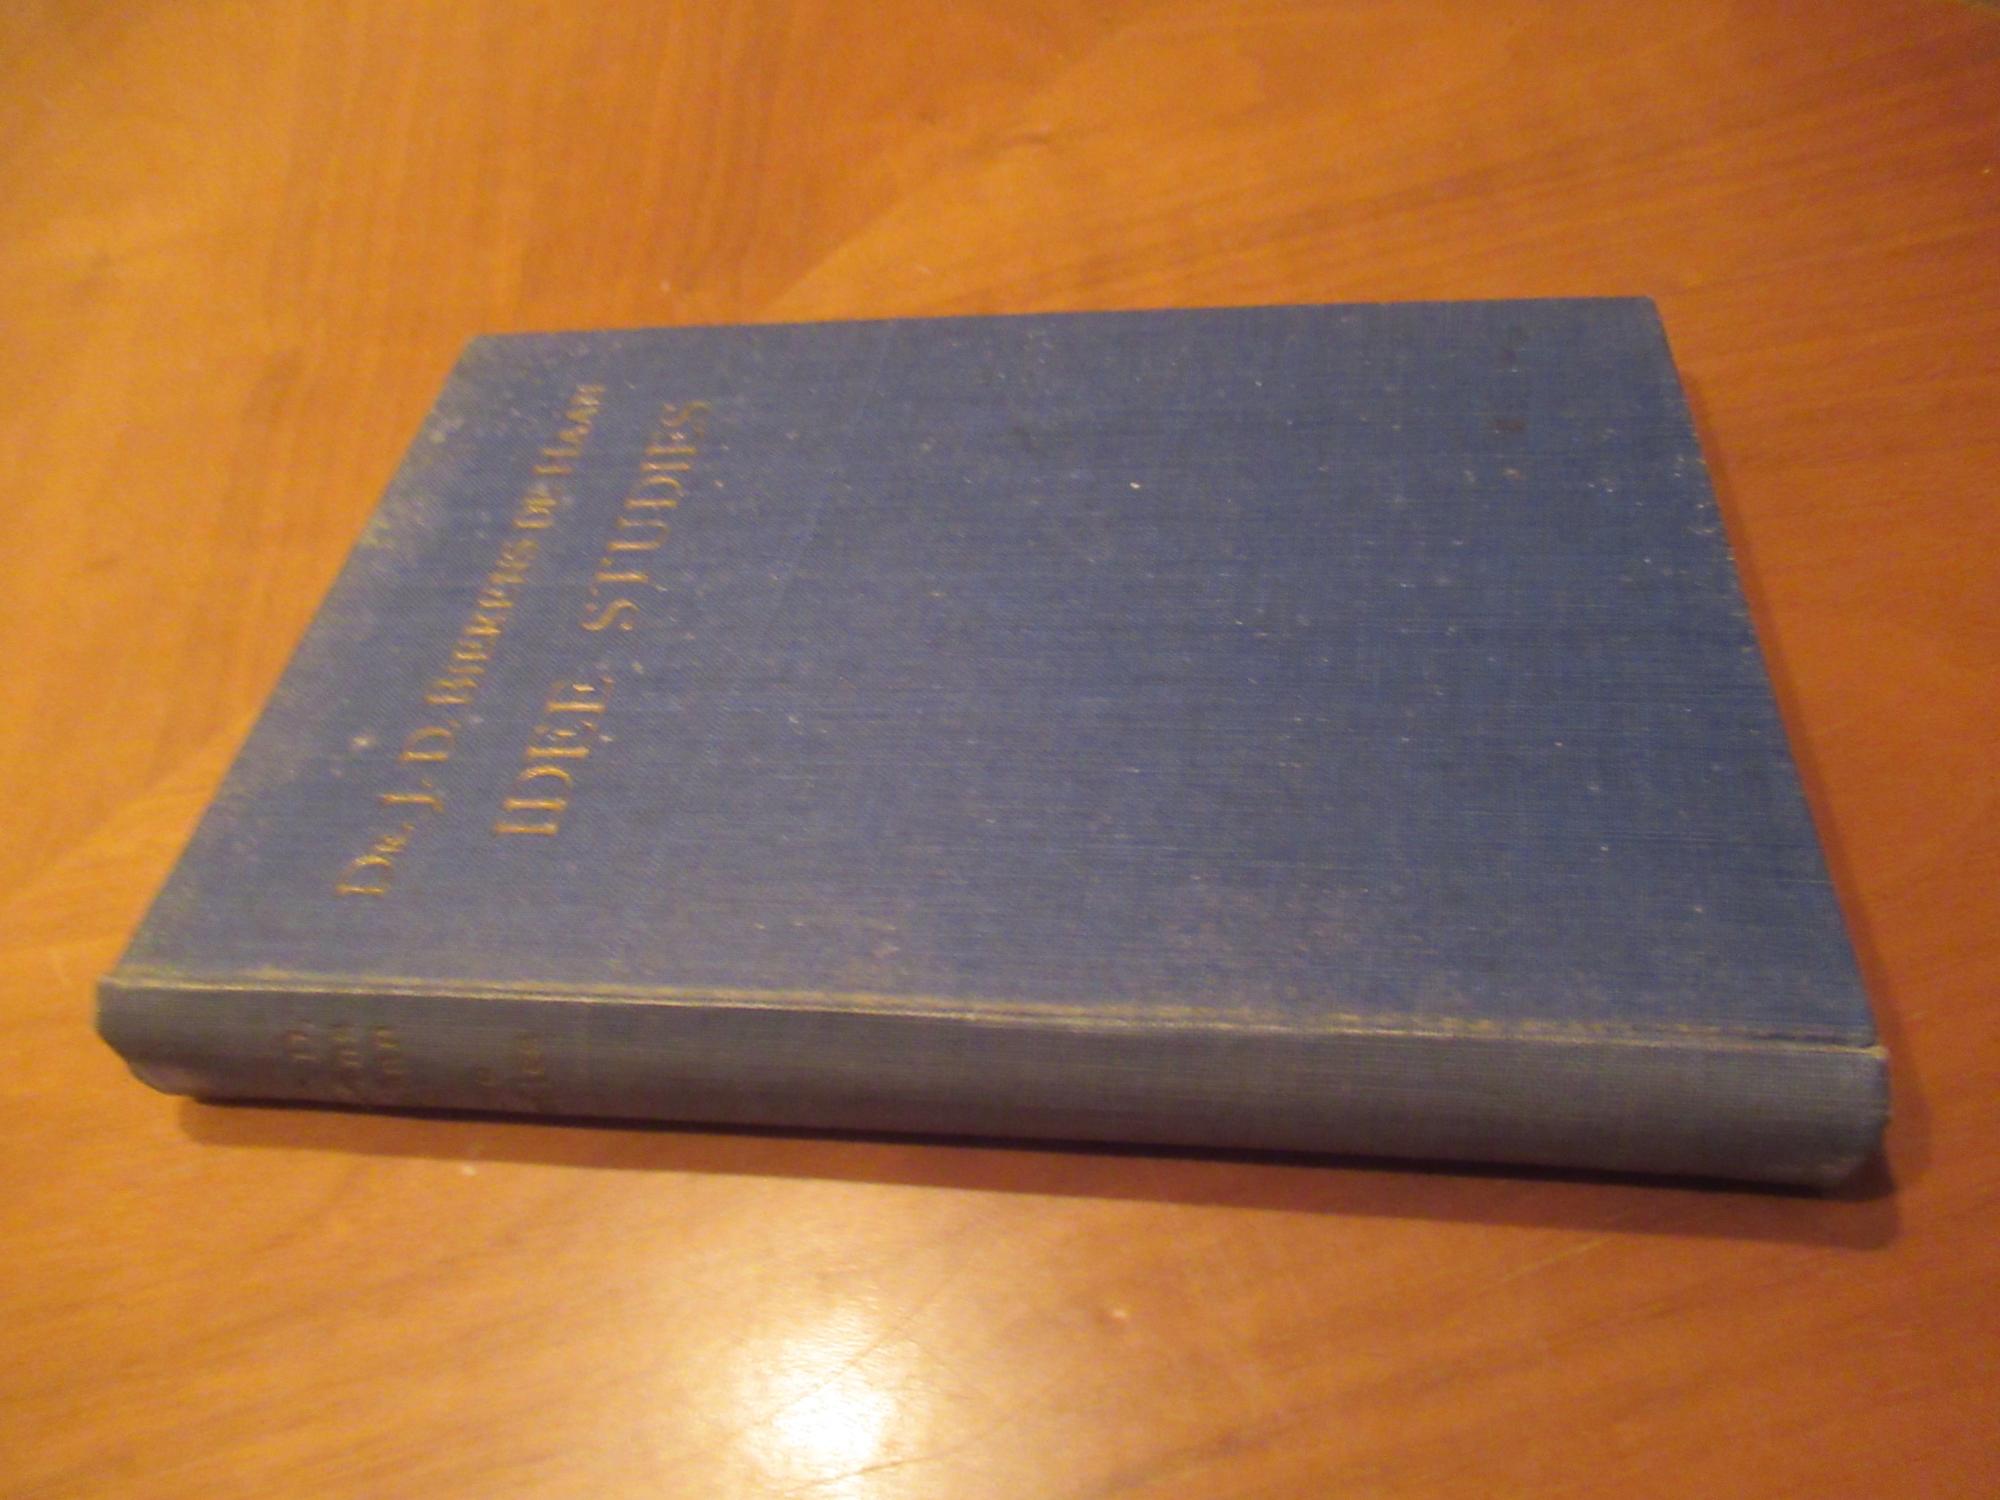 DR. J. D. BIERENS DE HAAN
IDEE STUDIES